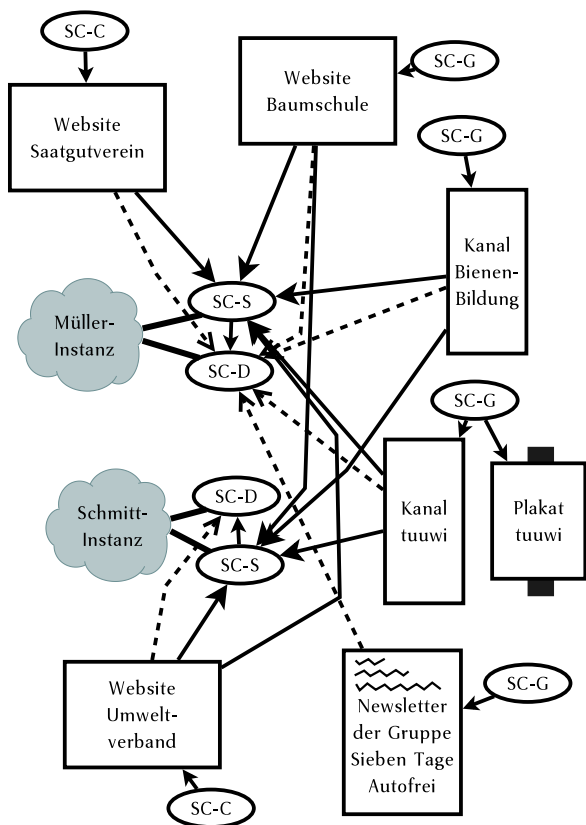 SC-C
Website
Saatgutverein
Website
Baumschule
SC-G
SC-G
Kanal
Bienen-
Bildung
SC-S
Müller-
Instanz
SC-D
SC-G
SC-D
Schmitt-
Instanz
SC-S
Kanal
tuuwi
Plakat
tuuwi
Website
Umwelt-
verband
SC-C
Newsletter
der Gruppe
Sieben Tage
Autofrei
SC-G